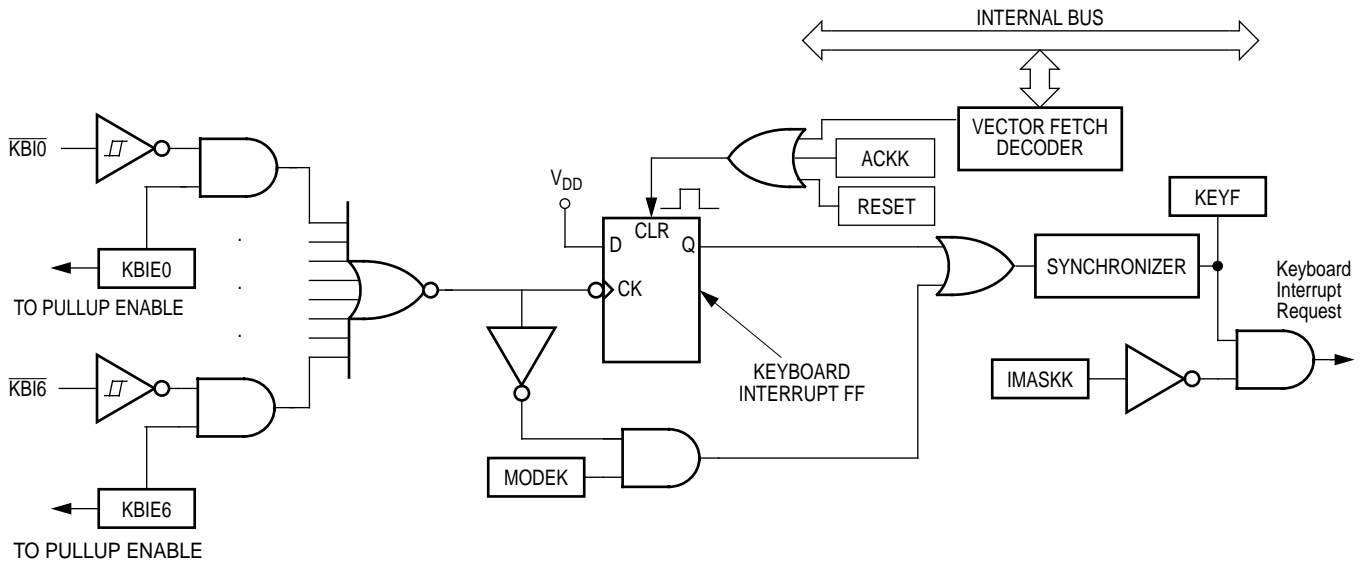 INTERNAL BUS
VECTOR FETCH
DECODER
ACKK
RESET
KBI0
KBIE0
TO PULLUP ENABLE
.
.
.
KBI6
KBIE6
TO PULLUP ENABLE
VDD
D
CLR
Q
CK
KEYBOARD
INTERRUPT FF
MODEK
SYNCHRONIZER
KEYF
IMASKK
Keyboard
Interrupt
Request